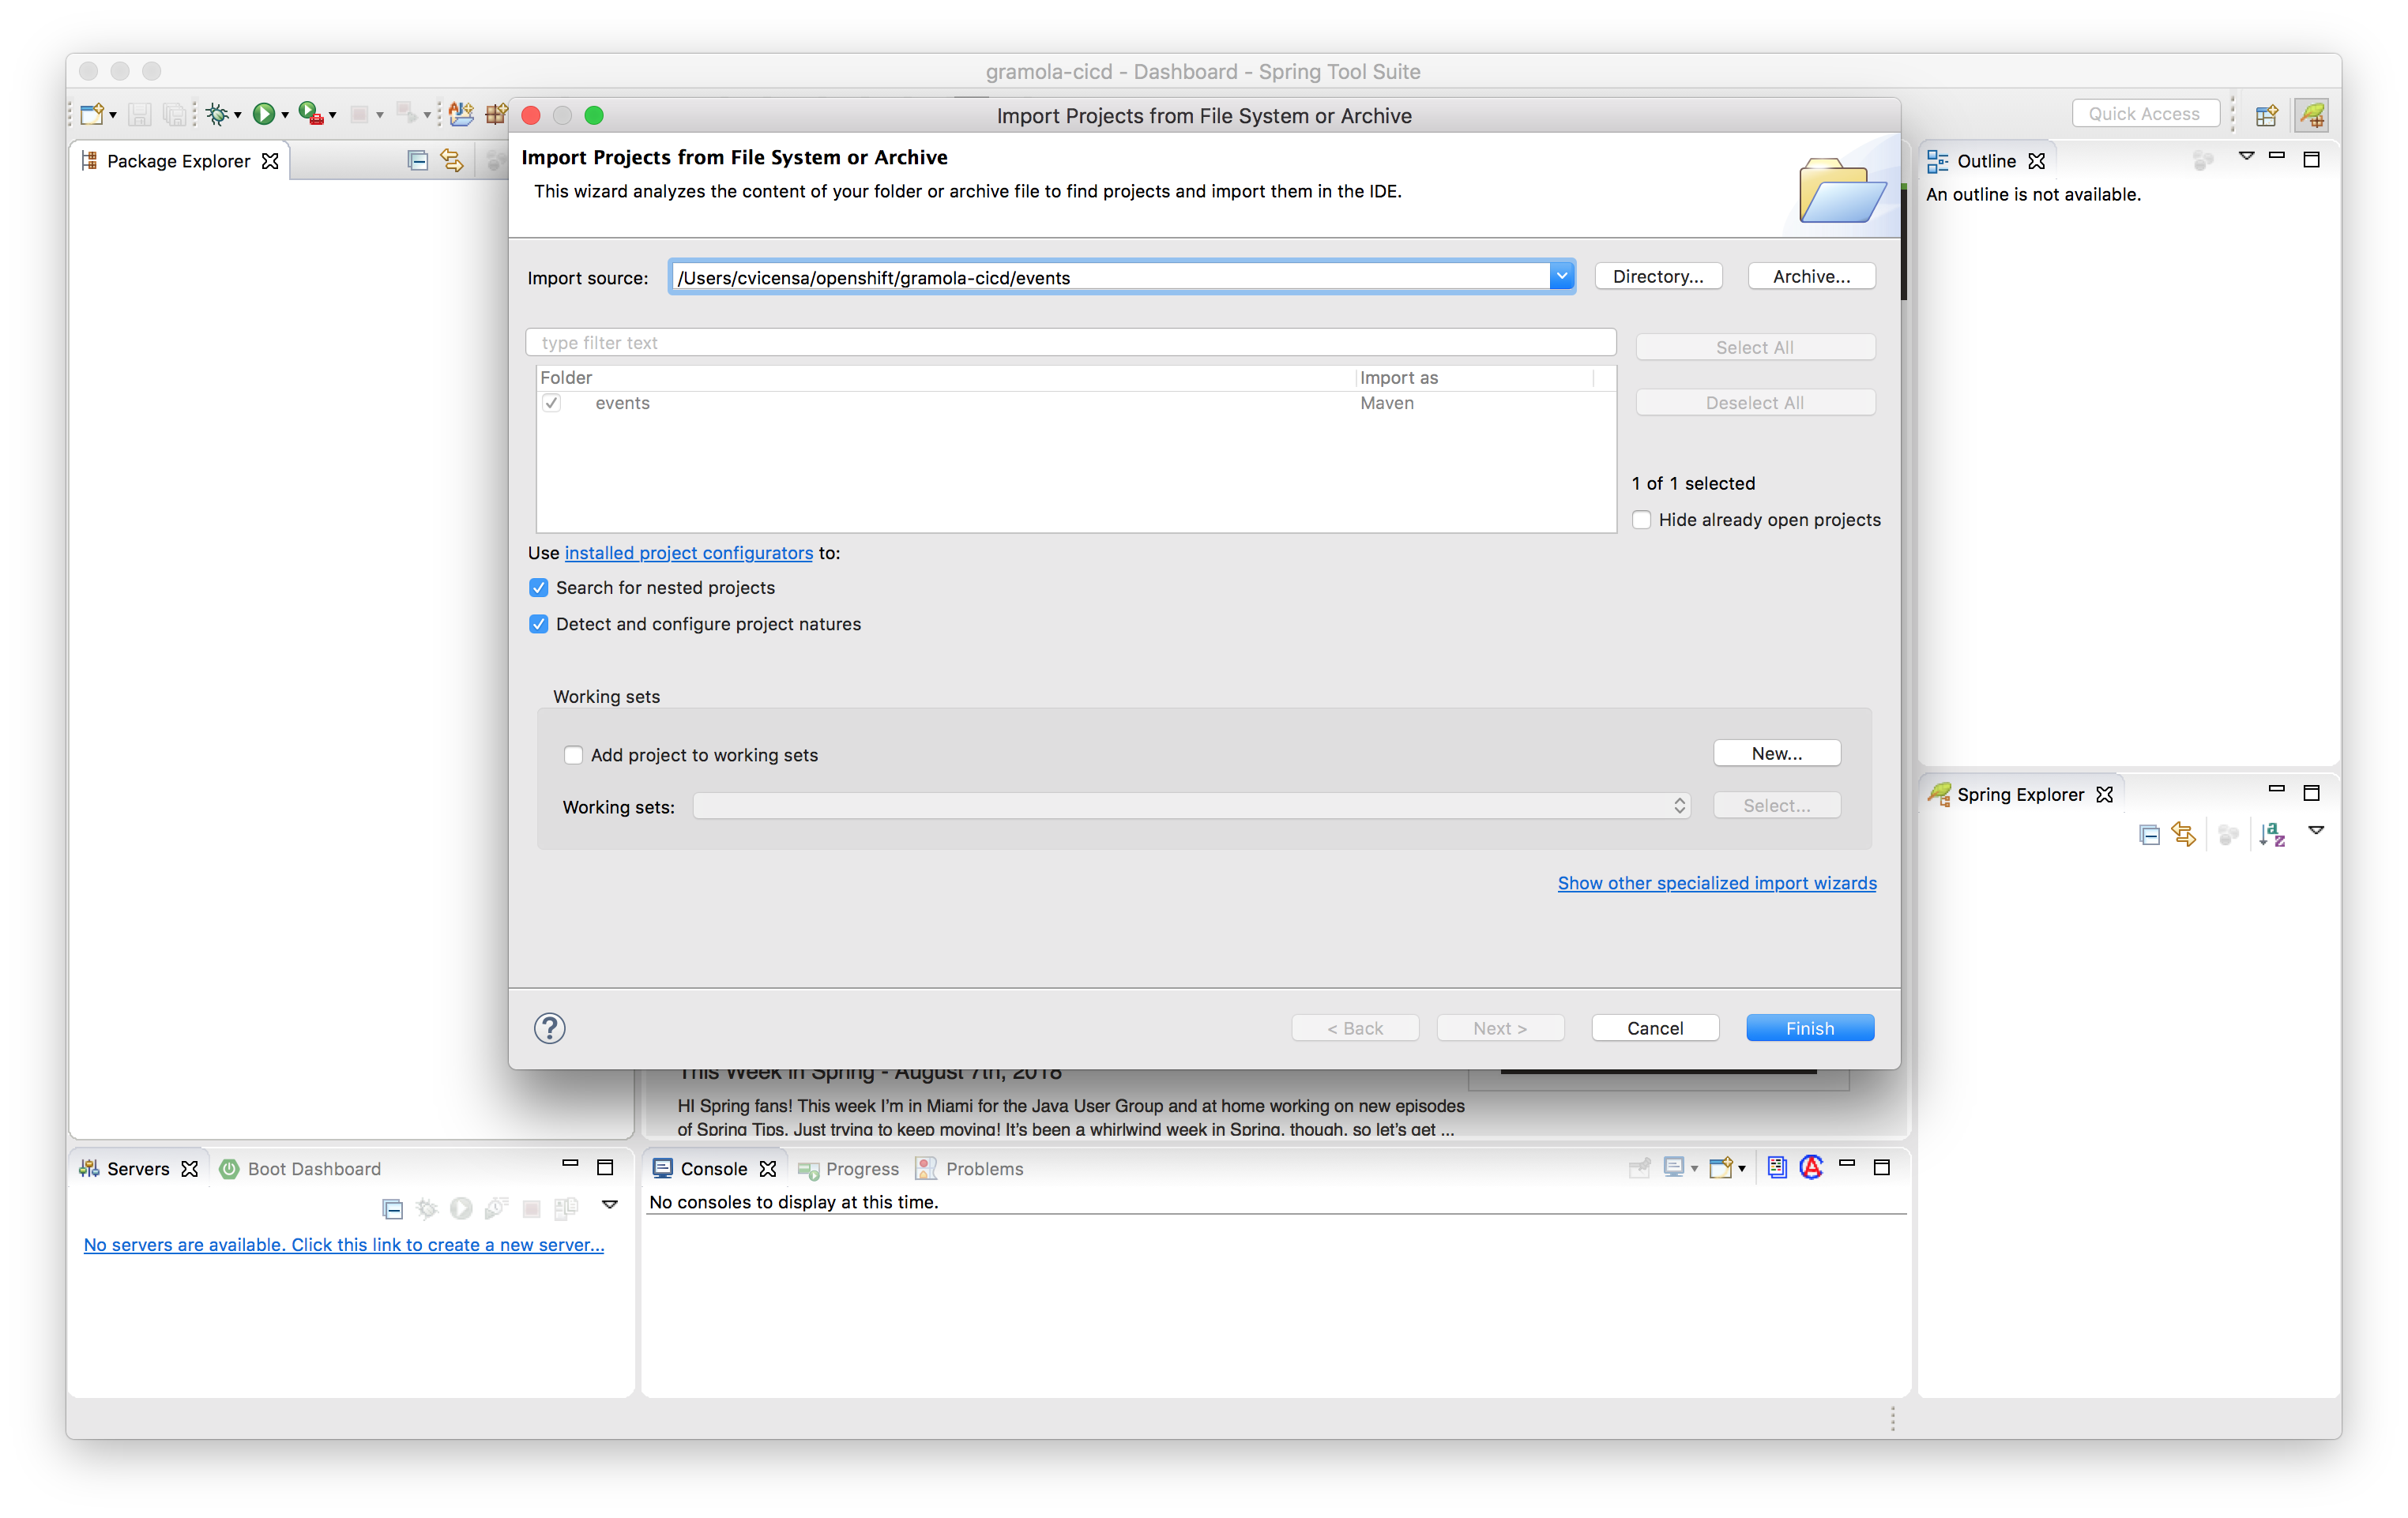 gramola-cicd - Dashboard - Spring Tool Suite
Quick Access
Import Projects from File System or Archive
Package Explorer
Import Projects from File System or Archive
This wizard analyzes the content of your folder or archive file to find projects and import them in the IDE.
Import source:
/Users/cvicensa/openshift/gramola-cicd/events
Directory...
Archive...
type filter text
Select All
Folder
Import as
events
Maven
Deselect All
1 of 1 selected
Hide already open projects
Use installed project configurators to:
Search for nested projects
Detect and configure project natures
Working sets
Add project to working sets
New...
Working sets:
Select...
Show other specialized import wizards
?
< Back
Next >
Cancel
Finish
Outline
An outline is not available.
Spring Explorer
This Week in Spring - August 7th, 2018
HI Spring fans! This week I'm in Miami for the Java User Group and at home working on new episodes
of Spring Tips. Just trying to keep moving! It's been a whirlwind week in Spring, though, so let's get ...
Servers
Boot Dashboard
No servers are available. Click this link to create a new server...
Console
Progress
Problems
No consoles to display at this time.